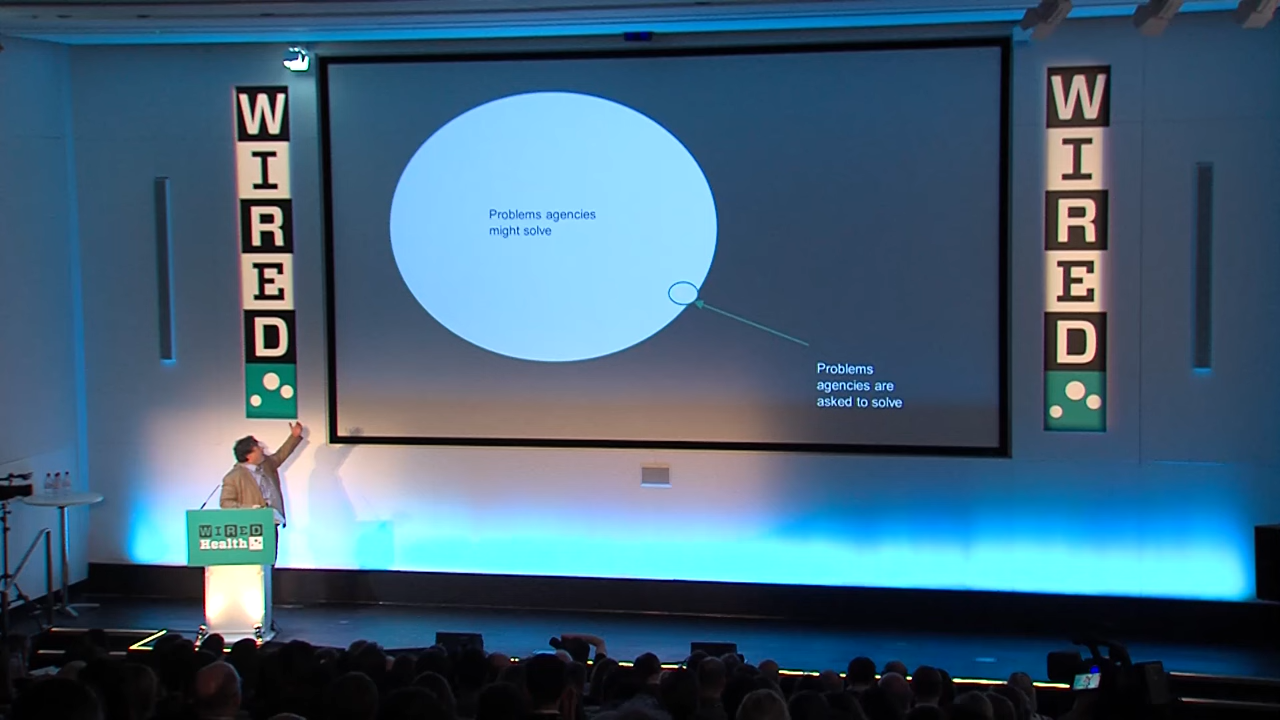 WIRED
Problems agencies
might solve
Problems
agencies are
asked to solve
WIRED
WIRED
Health